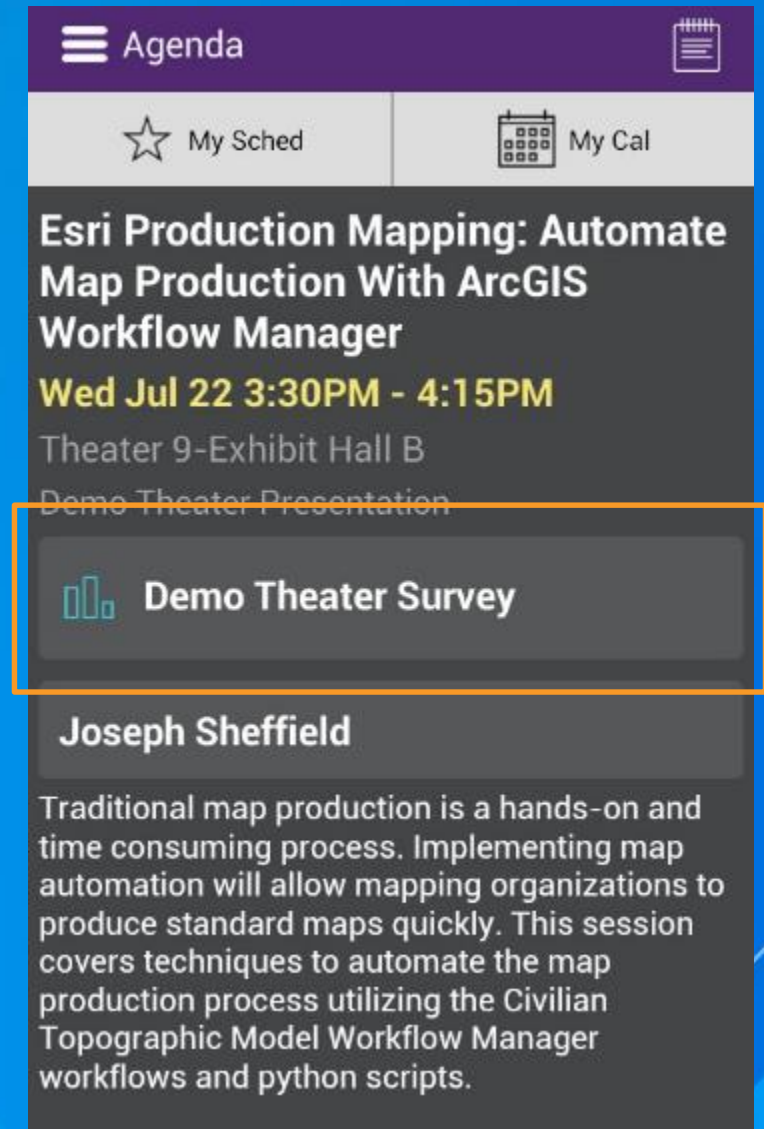 Agenda
My Sched
My Cal
Esri Production Mapping: Automate
Map Production With ArcGIS
Workflow Manager
Wed Jul 22 3:30PM - 4:15PM
Theater 9-Exhibit Hall B
Demo Theater Presentation
Demo Theater Survey
Joseph Sheffield
Traditional map production is a hands-on and
time consuming process. Implementing map
automation will allow mapping organizations to
produce standard maps quickly. This session
covers techniques to automate the map
production process utilizing the Civilian
Topographic Model Workflow Manager
workflows and python scripts.